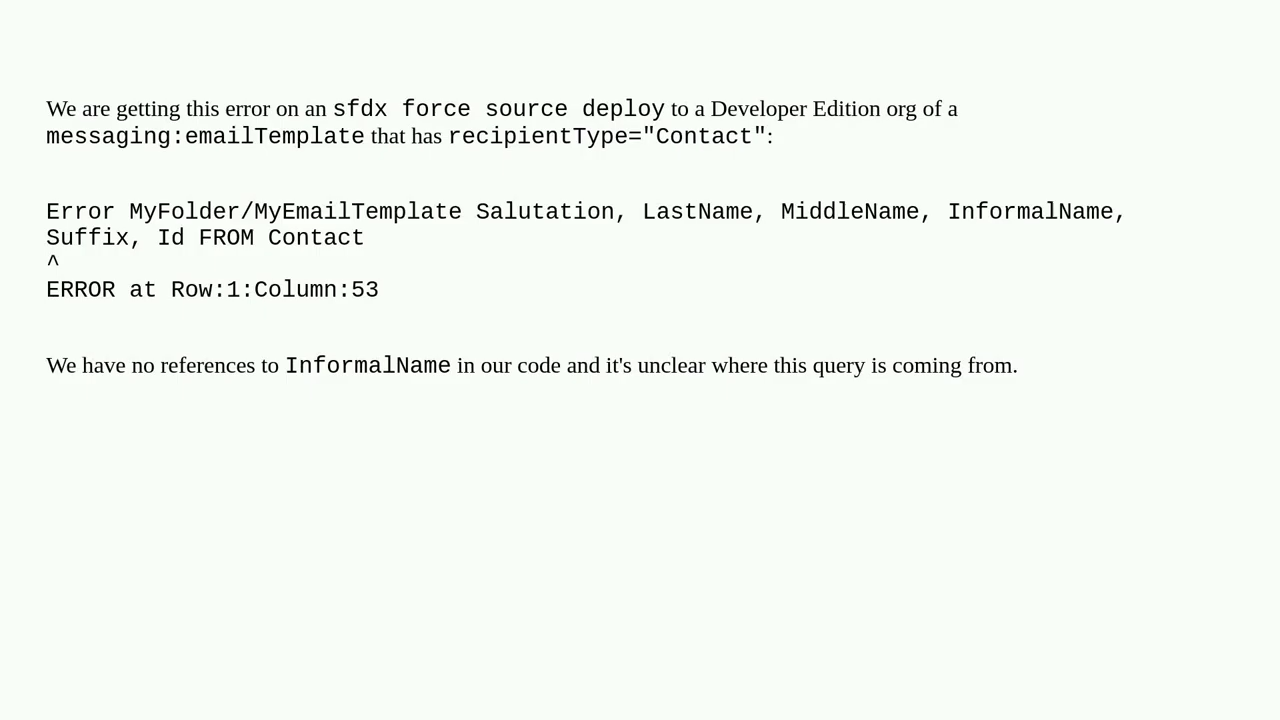 We are getting this error on an sfdx force source deploy to a Developer Edition org of a
messaging:emailTemplate that has recipientType="Contact":
Error MyFolder/MyEmailTemplate Salutation, LastName, MiddleName, InformalName,
Suffix, Id FROM Contact
^
ERROR at Row:1:Column:53
We have no references to InformalName in our code and it's unclear where this query is coming from.